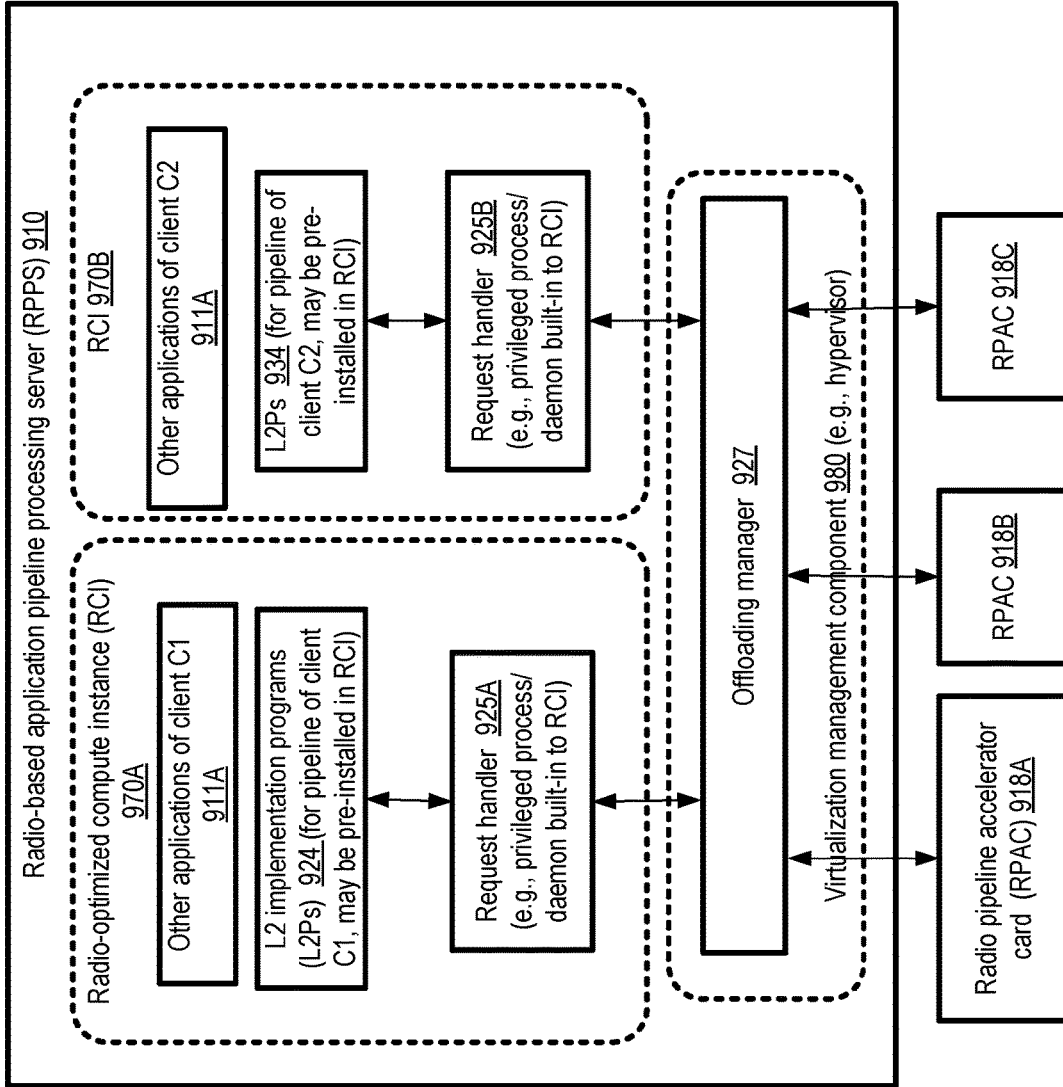 Radio-based application pipeline processing server (RPPS) 910
Radio-optimized compute instance (RCI)
970A
Other applications of client C1
911A
L2 implementation programs
(L2Ps) 924 (for pipeline of client
C1, may be pre-installed in RCI)
Request handler 925A
(e.g., privileged process/
daemon built-in to RCI)
RCI 970B
Other applications of client C2
911A
L2Ps 934 (for pipeline of
client C2, may be pre-
installed in RCI)
Request handler 925B
(e.g., privileged process/
daemon built-in to RCI)
Offloading manager 927
Virtualization management component 980 (e.g., hypervisor)
Radio pipeline accelerator
card (RPAC) 918A
RPAC 918B
RPAC 918C